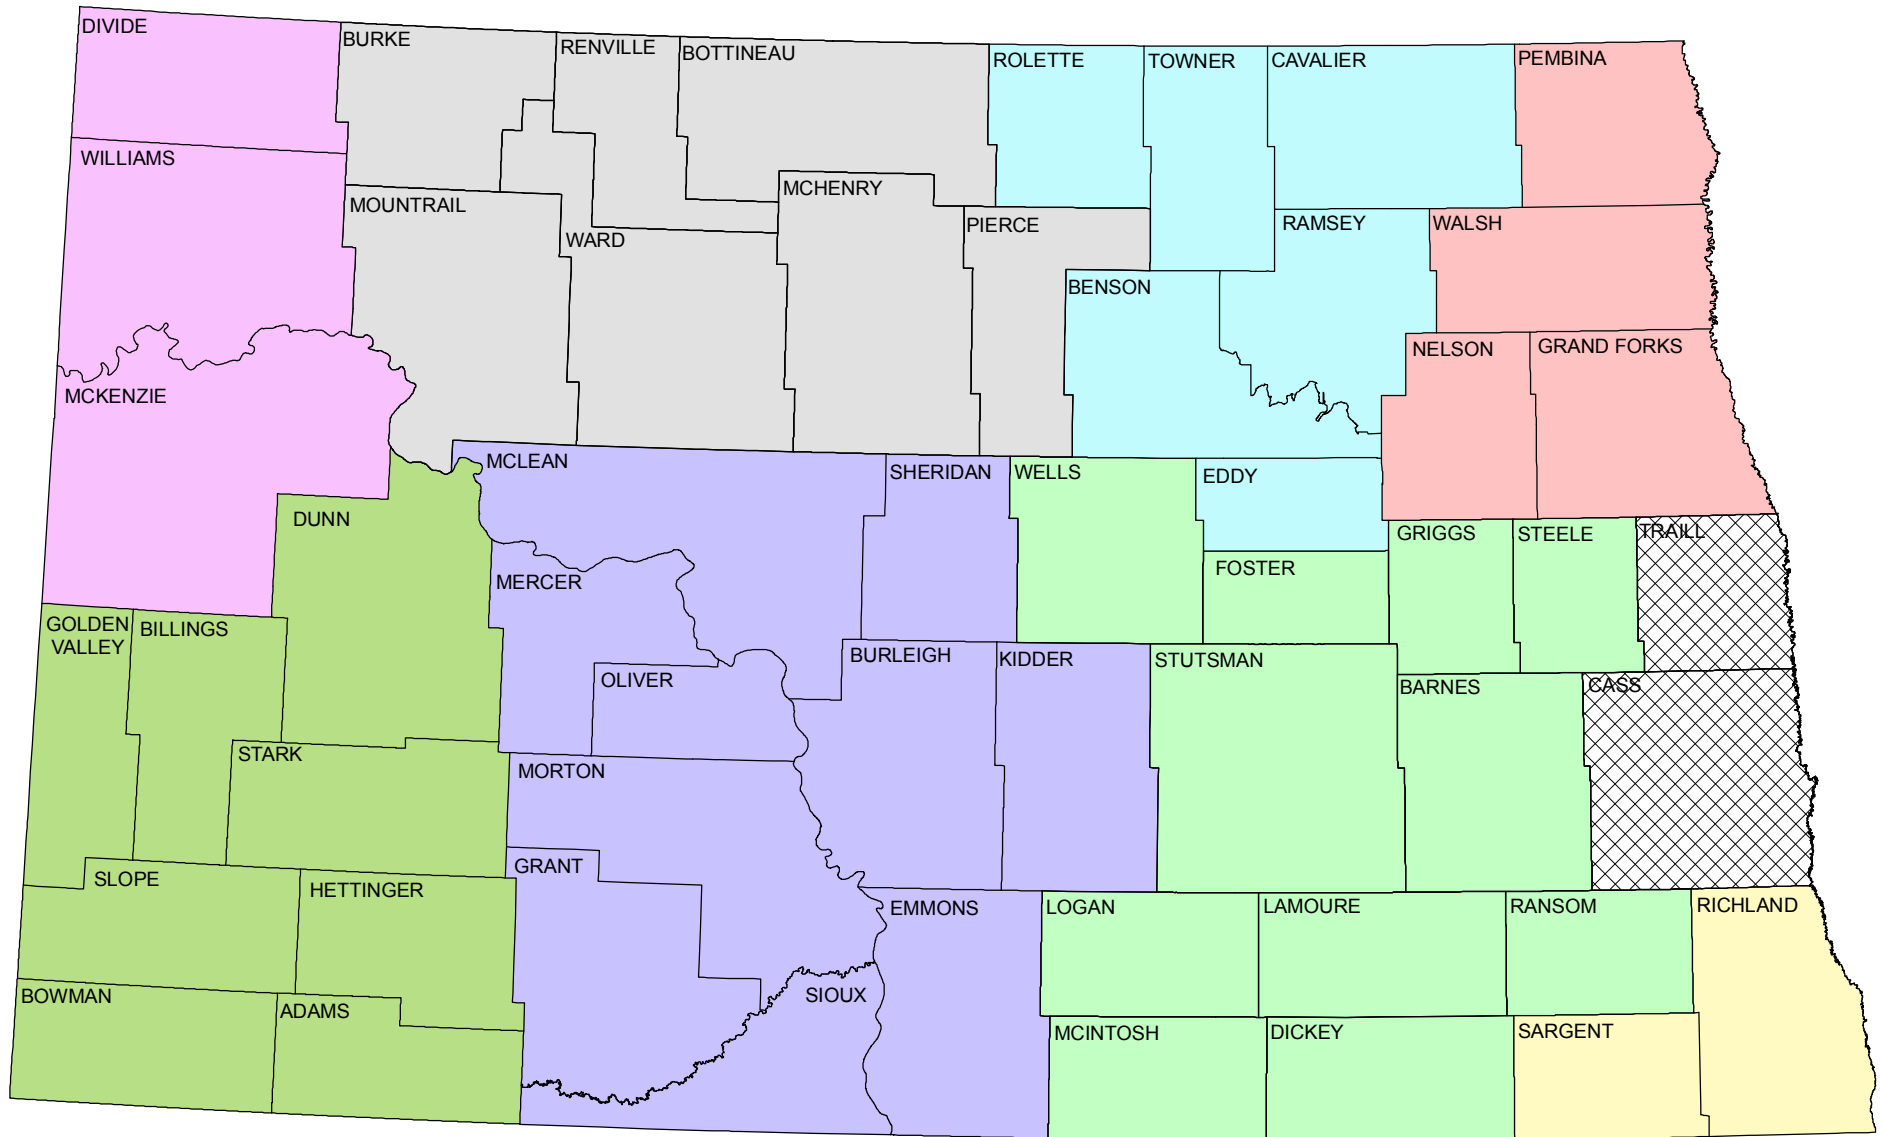 DIVIDE
BURKE
RENVILLE
BOTTINEAU
ROLETTE
TOWNER
CAVALIER
PEMBINA
WILLIAMS
MOUNTRAIL
MCHENRY
WARD
PIERCE
RAMSEY
WALSH
BENSON
NELSON
GRAND FORKS
MCKENZIE
MCLEAN
SHERIDAN
WELLS
EDDY
DUNN
GRIGGS
STEELE
TRAILL
MERCER
FOSTER
GOLDEN
VALLEY
BILLINGS
OLIVER
BURLEIGH
KIDDER
STUTSMAN
BARNES
CASS
STARK
MORTON
SLOPE
HETTINGER
GRANT
EMMONS
LOGAN
LAMOURE
RANSOM
RICHLAND
BOWMAN
ADAMS
SIOUX
MCINTOSH
DICKEY
SARGENT